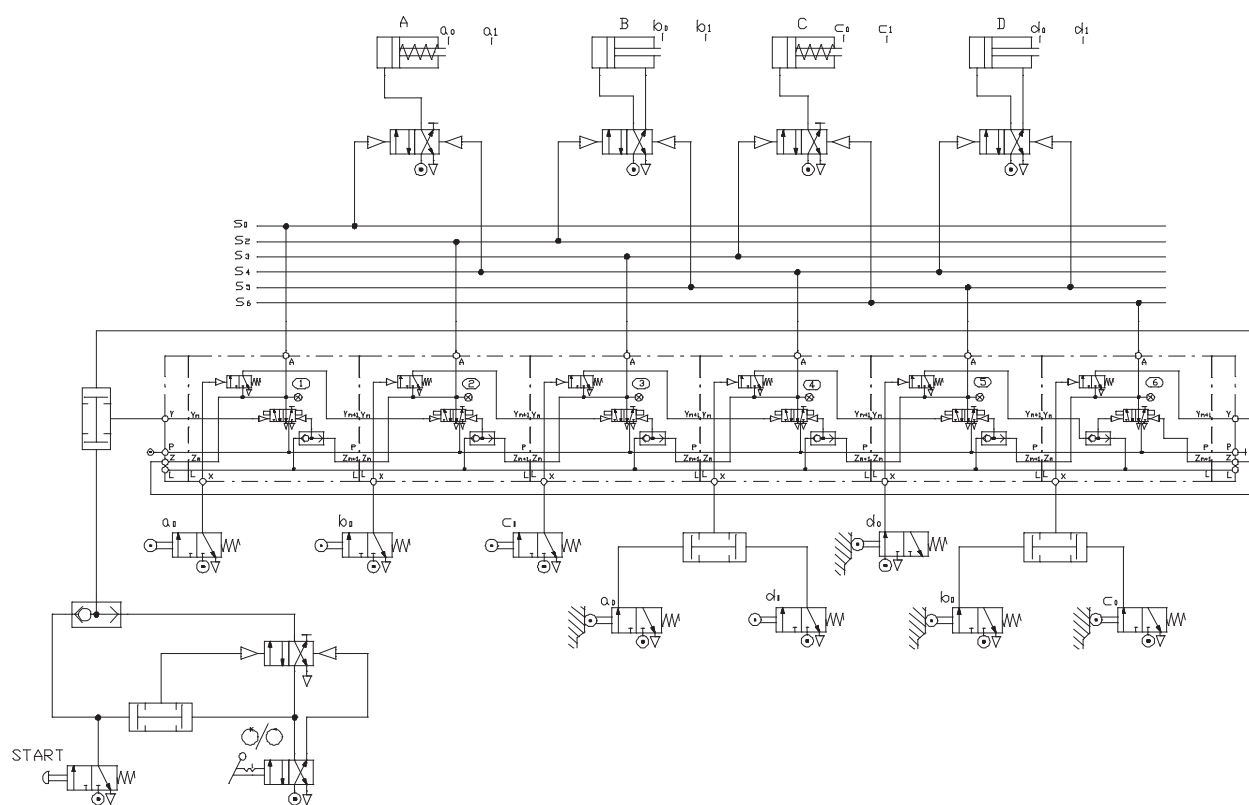 A B C D
a0 a1 b0 b1 c0 c1 d0 d1
S0
S2
S3
S4
S5
S6
A A A A A A
1 2 3 4 5 6
Y Yn Yn+1 Yn Yn+1 Yn Yn+1 Yn Yn+1 Yn Yn+1 Yn Yn+1 Y
P P P P P P P
Z Zn Zn+1 Zn Zn+1 Zn Zn+1 Zn Zn+1 Zn Zn+1 Zn Zn+1 Z
L L L L L L L L L L L L L L
X X X X X X
a0 b0 d0
a0 b0 c0
START